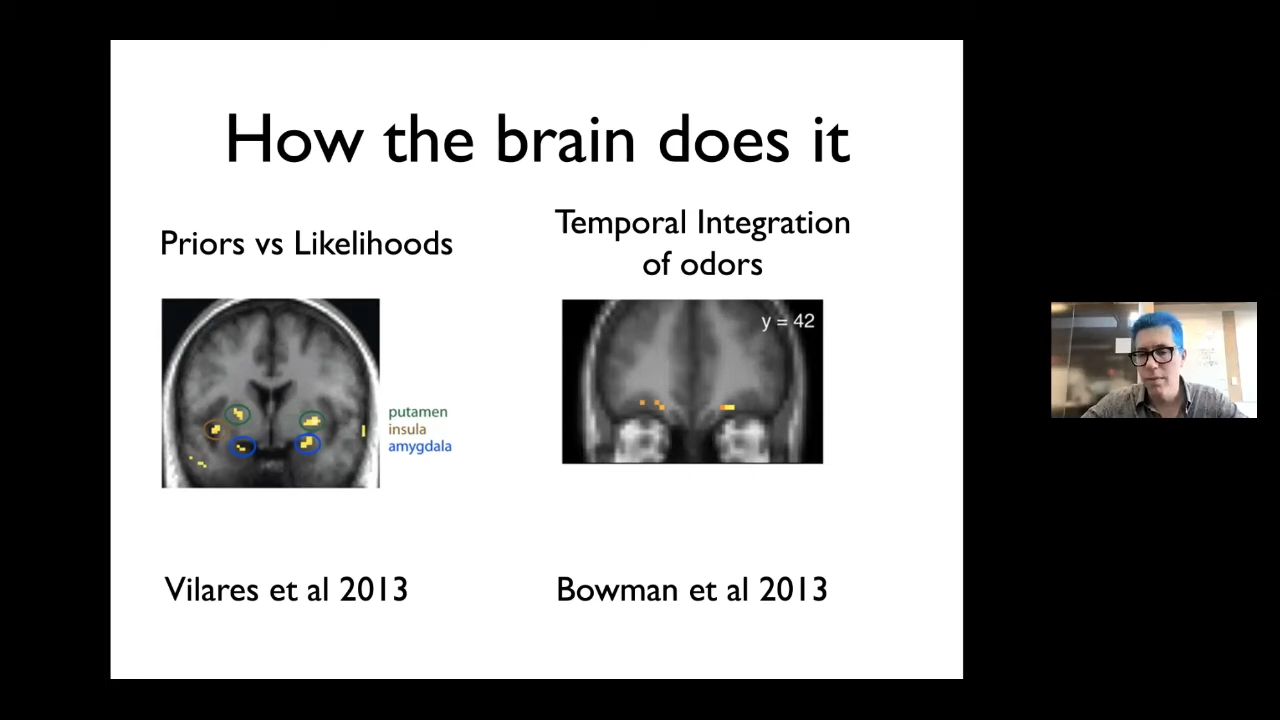 How the brain does it
Priors vs Likelihoods
Temporal Integration
of odors
putamen
insula
amygdala
y = 42
Vilares et al 2013
Bowman et al 2013